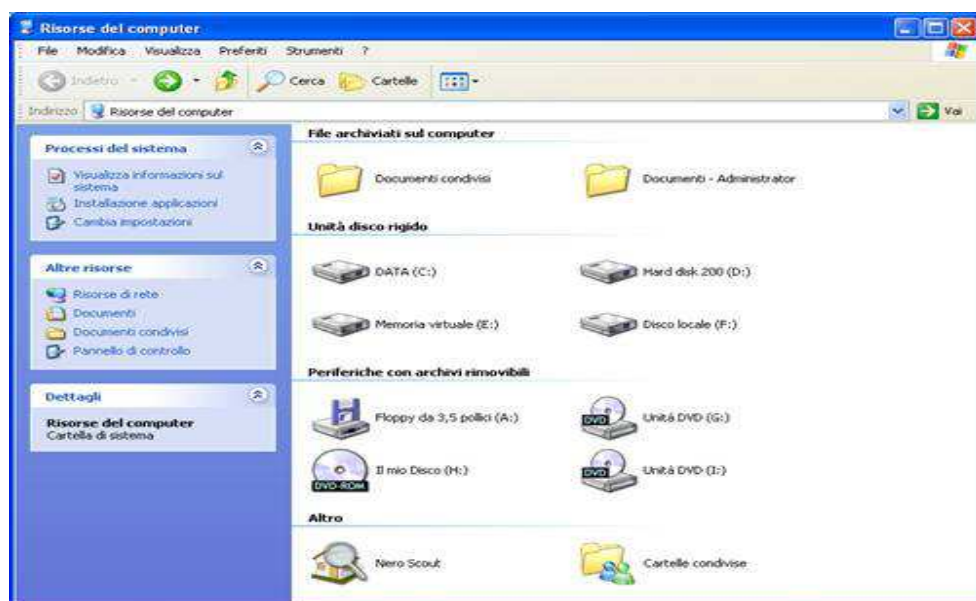 Risorse del computer
File Modifica Visualizza Preferiti Strumenti ?
Indietro Cerca Cartelle
Indirizzo Risorse del computer Vai
Processi del sistema
Visualizza informazioni sul
sistema
Installazione applicazioni
Cambia impostazioni
Altre risorse
Risorse di rete
Documenti
Documenti condivisi
Pannello di controllo
Dettagli
Risorse del computer
Cartella di sistema
File archiviati sul computer
Documenti condivisi Documenti - Administrator
Unità disco rigido
DATA (C:) Hard disk 200 (D:)
Memoria virtuale (E:) Disco locale (F:)
Periferiche con archivi rimovibili
Floppy da 3,5 pollici (A:) DVD Unità DVD (G:)
DVD-ROM Il mio Disco (H:) DVD Unità DVD (I:)
Altro
Nero Scout Cartelle condivise